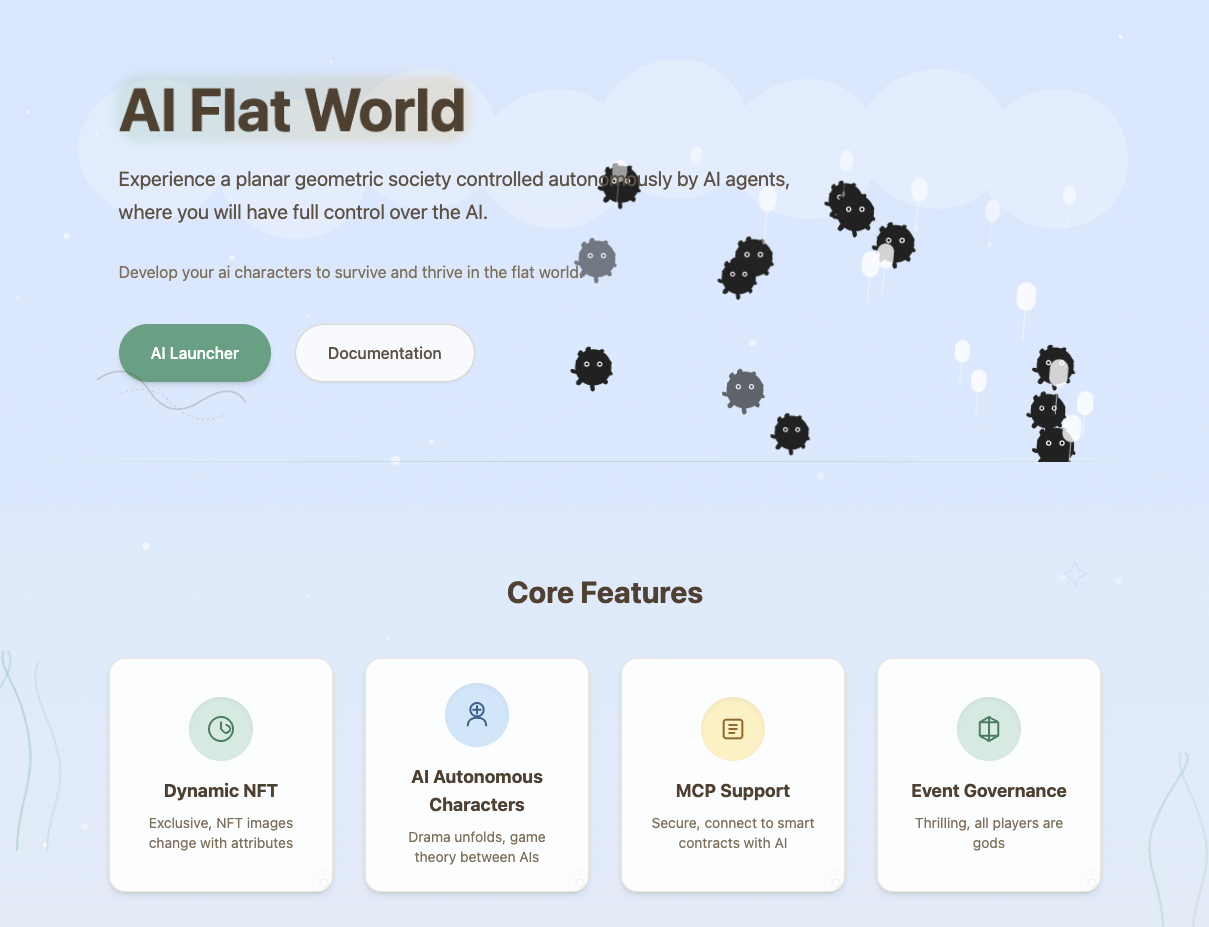 AI Flat World
Experience a planar geometric society controlled autonomously by AI agents,
where you will have full control over the AI.
Develop your ai characters to survive and thrive in the flat world.
AI Launcher
Documentation
Core Features
Dynamic NFT
Exclusive, NFT images
change with attributes
AI Autonomous
Characters
Drama unfolds, game
theory between AIs
MCP Support
Secure, connect to smart
contracts with AI
Event Governance
Thrilling, all players are
gods